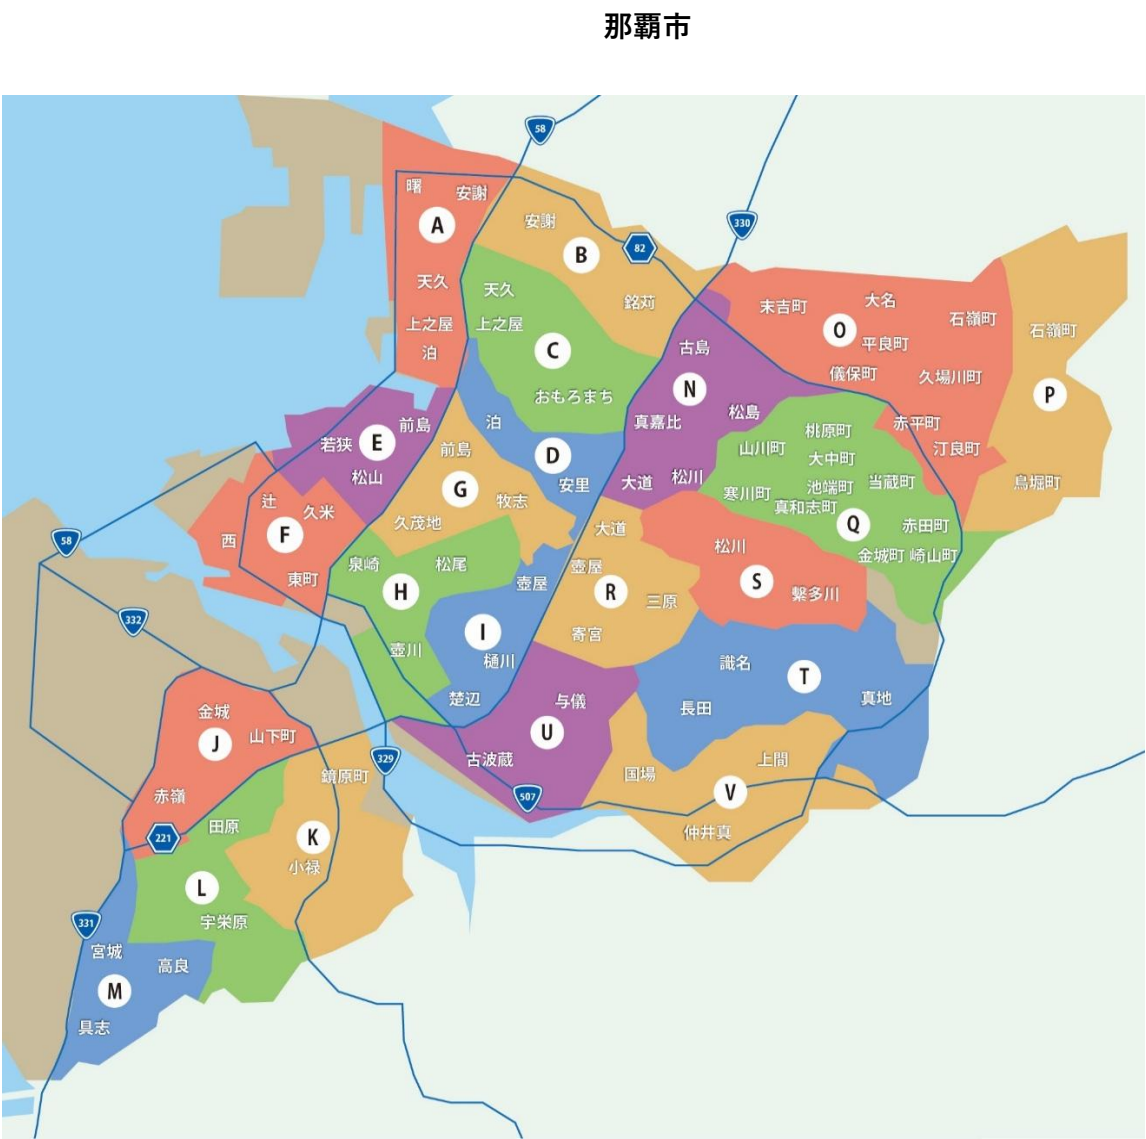 那覇市
58
曙
安謝
A
安謝
B
82
330
天久
天久
銘苅
上之屋
上之屋
泊
C
おもろまち
末吉町
大名
石嶺町
O
平良町
儀保町
久場川町
赤平町
汀良町
石嶺町
P
鳥堀町
古島
N
真嘉比
松島
大道
松川
前島
若狭
E
松山
泊
D
安里
前島
G
牧志
久茂地
山川町
桃原町
大中町
寒川町
池端町
当蔵町
真和志町
Q
赤田町
金城町
崎山町
辻
久米
西
F
東町
58
332
泉崎
松尾
H
壺川
壺屋
I
樋川
楚辺
大道
壺屋
R
三原
寄宮
松川
S
繋多川
識名
T
長田
真地
与儀
U
古波蔵
507
329
国場
上間
V
仲井真
金城
J
山下町
赤嶺
221
鏡原町
K
小禄
田原
L
宇栄原
331
宮城
高良
M
具志